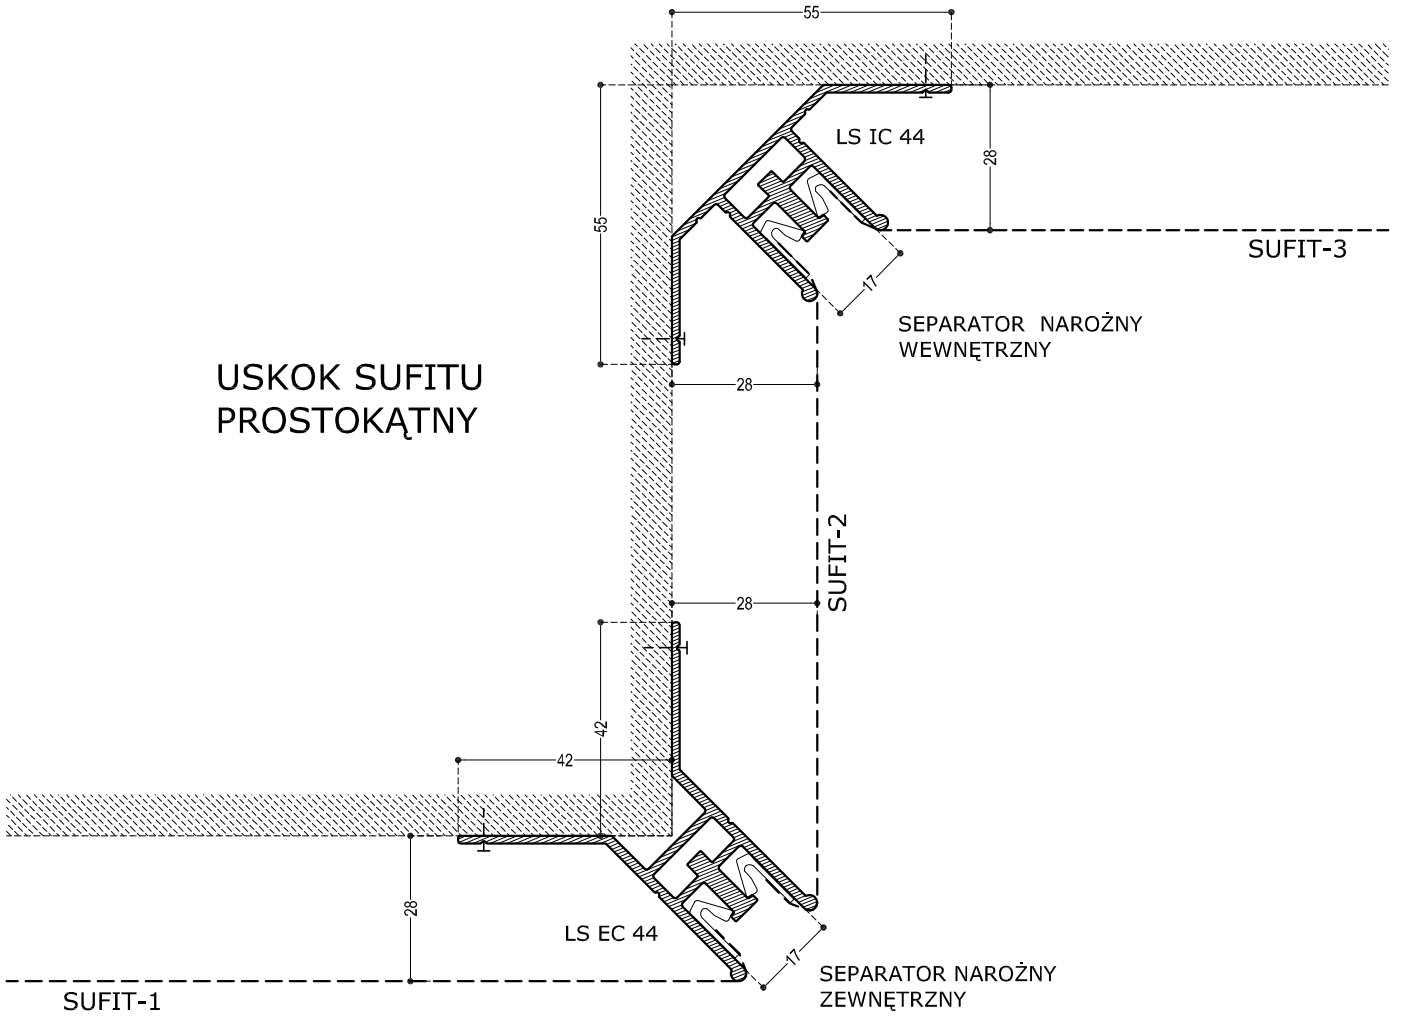 55
LS IC 44
28
55
17
SUFIT-3
SEPARATOR NAROŻNY
WEWNĘTRZNY
USKOK SUFITU
PROSTOKĄTNY
28
SUFIT-2
28
42
42
28
LS EC 44
17
SEPARATOR NAROŻNY
ZEWNĘTRZNY
SUFIT-1